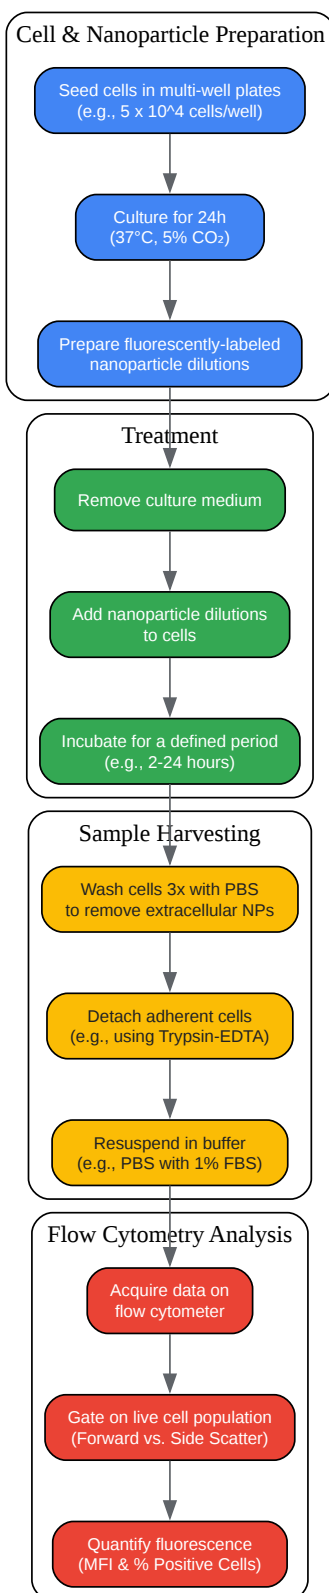 Cell & Nanoparticle Preparation
Seed cells in multi-well plates
(e.g., 5 x 10^4 cells/well)
Culture for 24h
(37°C, 5% CO₂)
Prepare fluorescently-labeled
nanoparticle dilutions
Treatment
Remove culture medium
Add nanoparticle dilutions
to cells
Incubate for a defined period
(e.g., 2-24 hours)
Sample Harvesting
Wash cells 3x with PBS
to remove extracellular NPs
Detach adherent cells
(e.g., using Trypsin-EDTA)
Resuspend in buffer
(e.g., PBS with 1% FBS)
Flow Cytometry Analysis
Acquire data on
flow cytometer
Gate on live cell population
(Forward vs. Side Scatter)
Quantify fluorescence
(MFI & % Positive Cells)